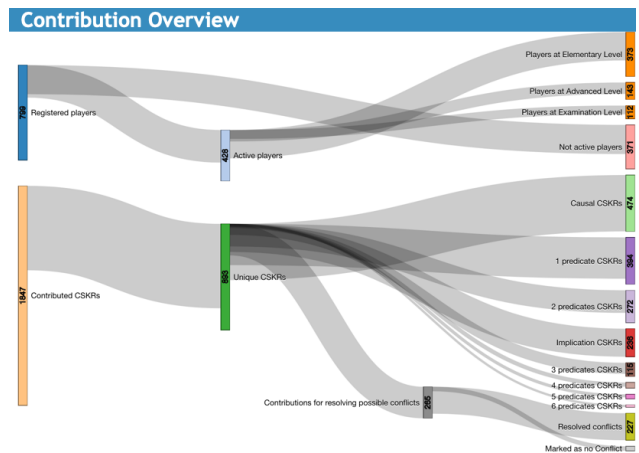 Contribution Overview
Players at Elementary Level
373
Players at Advanced Level
143
Players at Examination Level
112
Registered players
799
Active players
428
Not active players
371
Causal CSKRs
474
1 predicate CSKRs
394
2 predicates CSKRs
272
Unique CSKRs
893
Contributed CSKRs
1847
Implication CSKRs
236
3 predicates CSKRs
115
4 predicates CSKRs
5 predicates CSKRs
6 predicates CSKRs
Contributions for resolving possible conflicts
265
Resolved conflicts
227
Marked as no Conflict